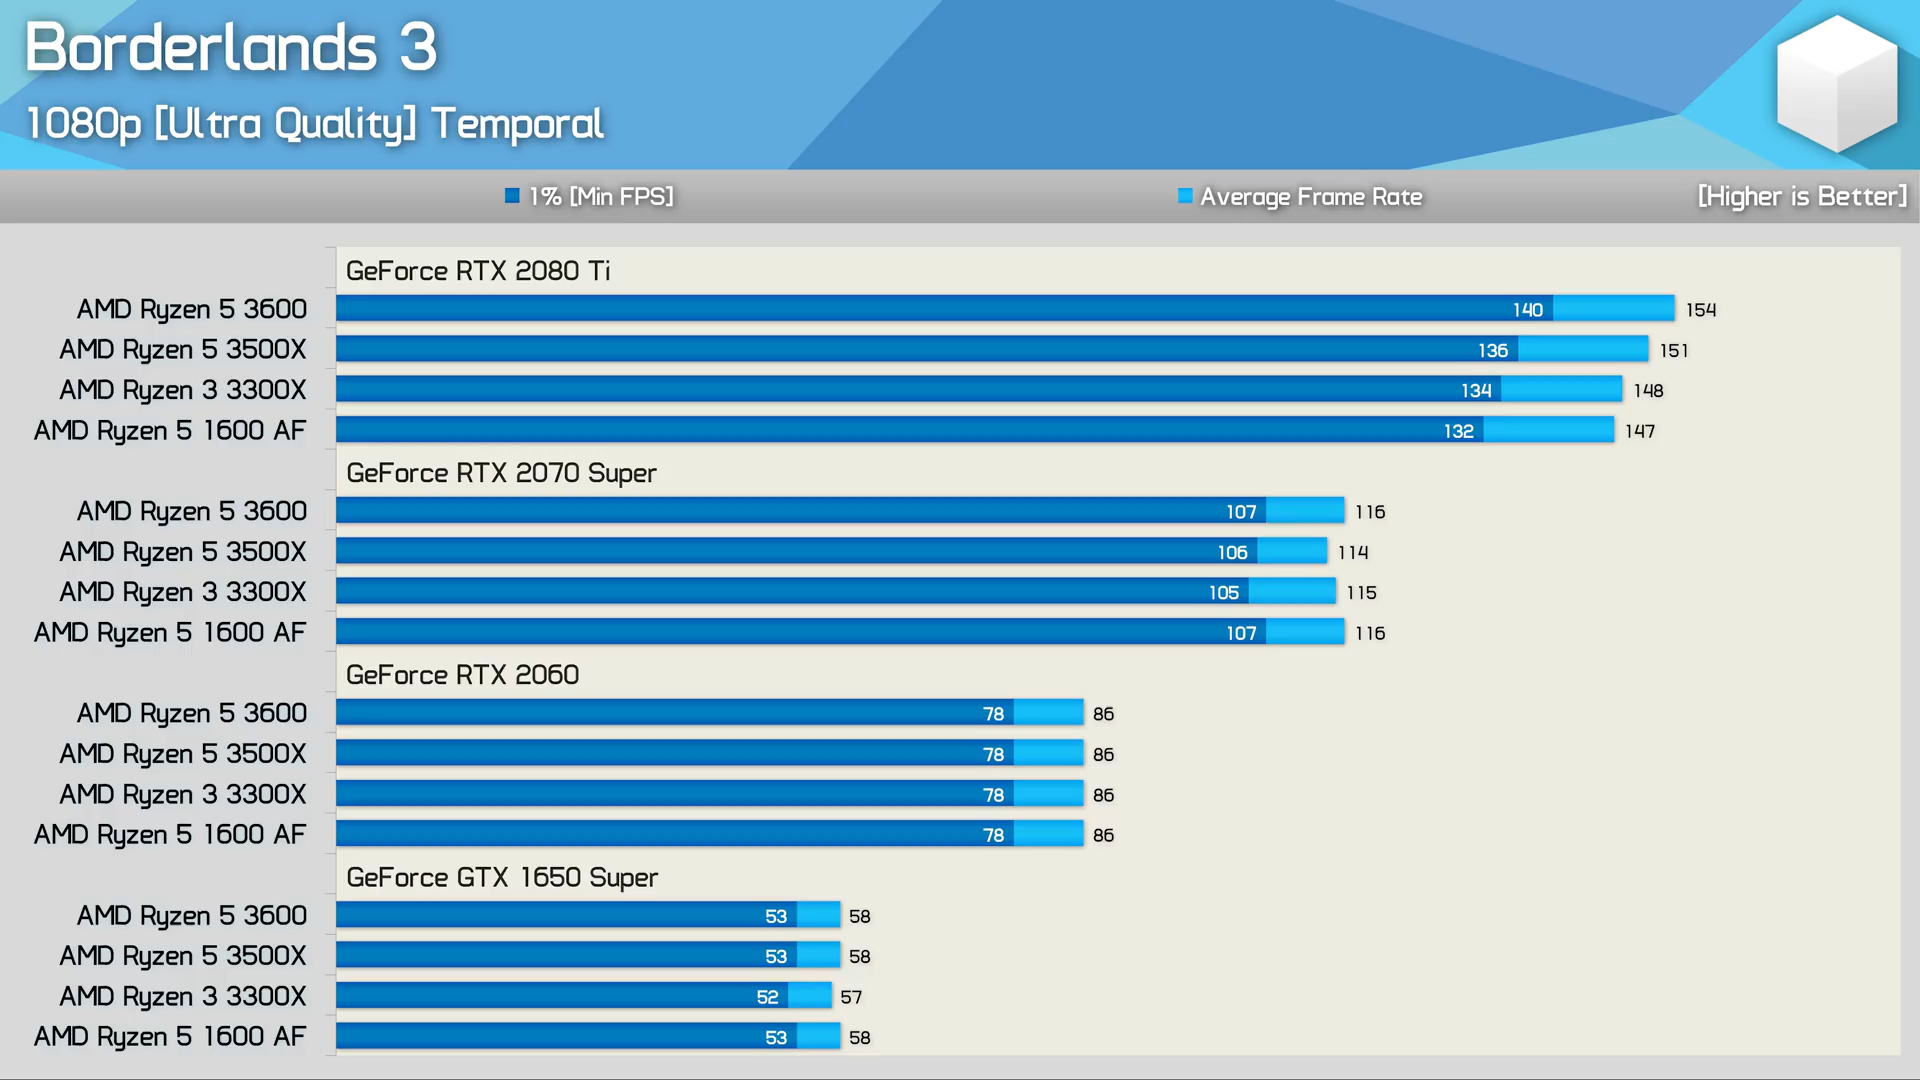 Borderlands 3
1080p [Ultra Quality] Temporal
1% [Min FPS] Average Frame Rate [Higher is Better]
GeForce RTX 2080 Ti
AMD Ryzen 5 3600 140 154
AMD Ryzen 5 3500X 136 151
AMD Ryzen 3 3300X 134 148
AMD Ryzen 5 1600 AF 132 147
GeForce RTX 2070 Super
AMD Ryzen 5 3600 107 116
AMD Ryzen 5 3500X 106 114
AMD Ryzen 3 3300X 105 115
AMD Ryzen 5 1600 AF 107 116
GeForce RTX 2060
AMD Ryzen 5 3600 78 86
AMD Ryzen 5 3500X 78 86
AMD Ryzen 3 3300X 78 86
AMD Ryzen 5 1600 AF 78 86
GeForce GTX 1650 Super
AMD Ryzen 5 3600 53 58
AMD Ryzen 5 3500X 53 58
AMD Ryzen 3 3300X 52 57
AMD Ryzen 5 1600 AF 53 58